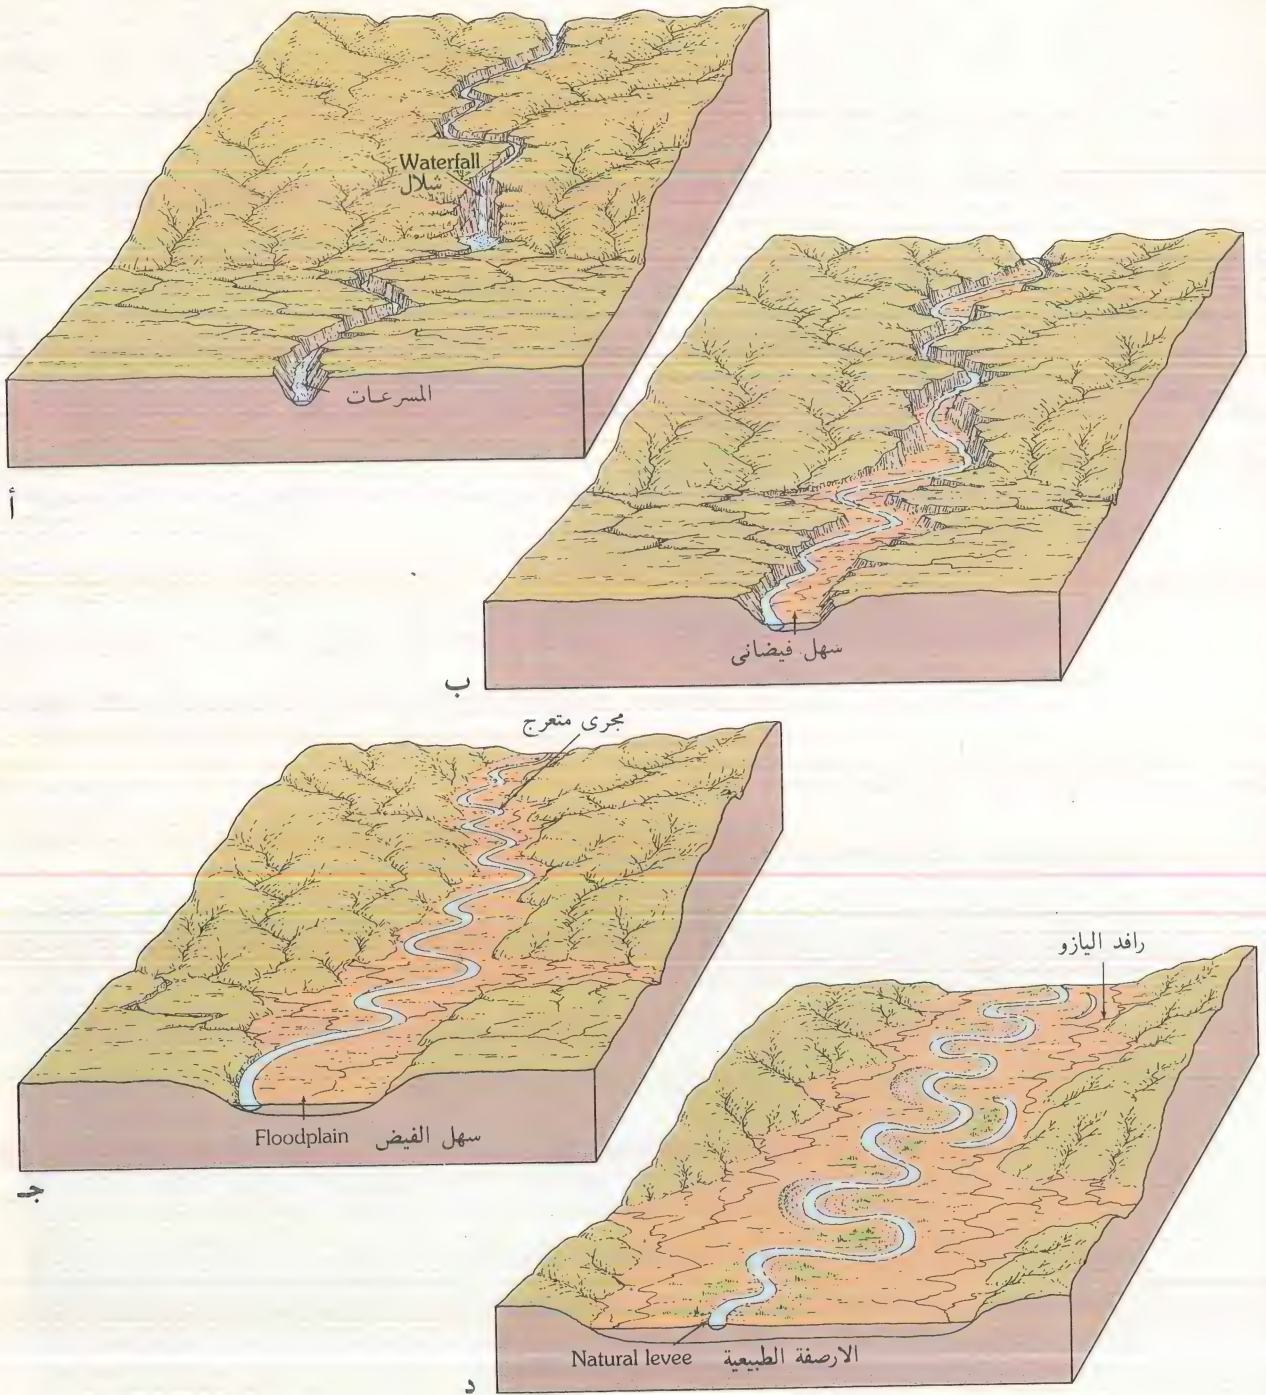 Waterfall
شلال
المسرعات
أ
سهل فيضانى
ب
مجرى متعرج
Floodplain سهل الفيض
جـ
رافد اليازو
Natural levee الارصفة الطبيعية
د